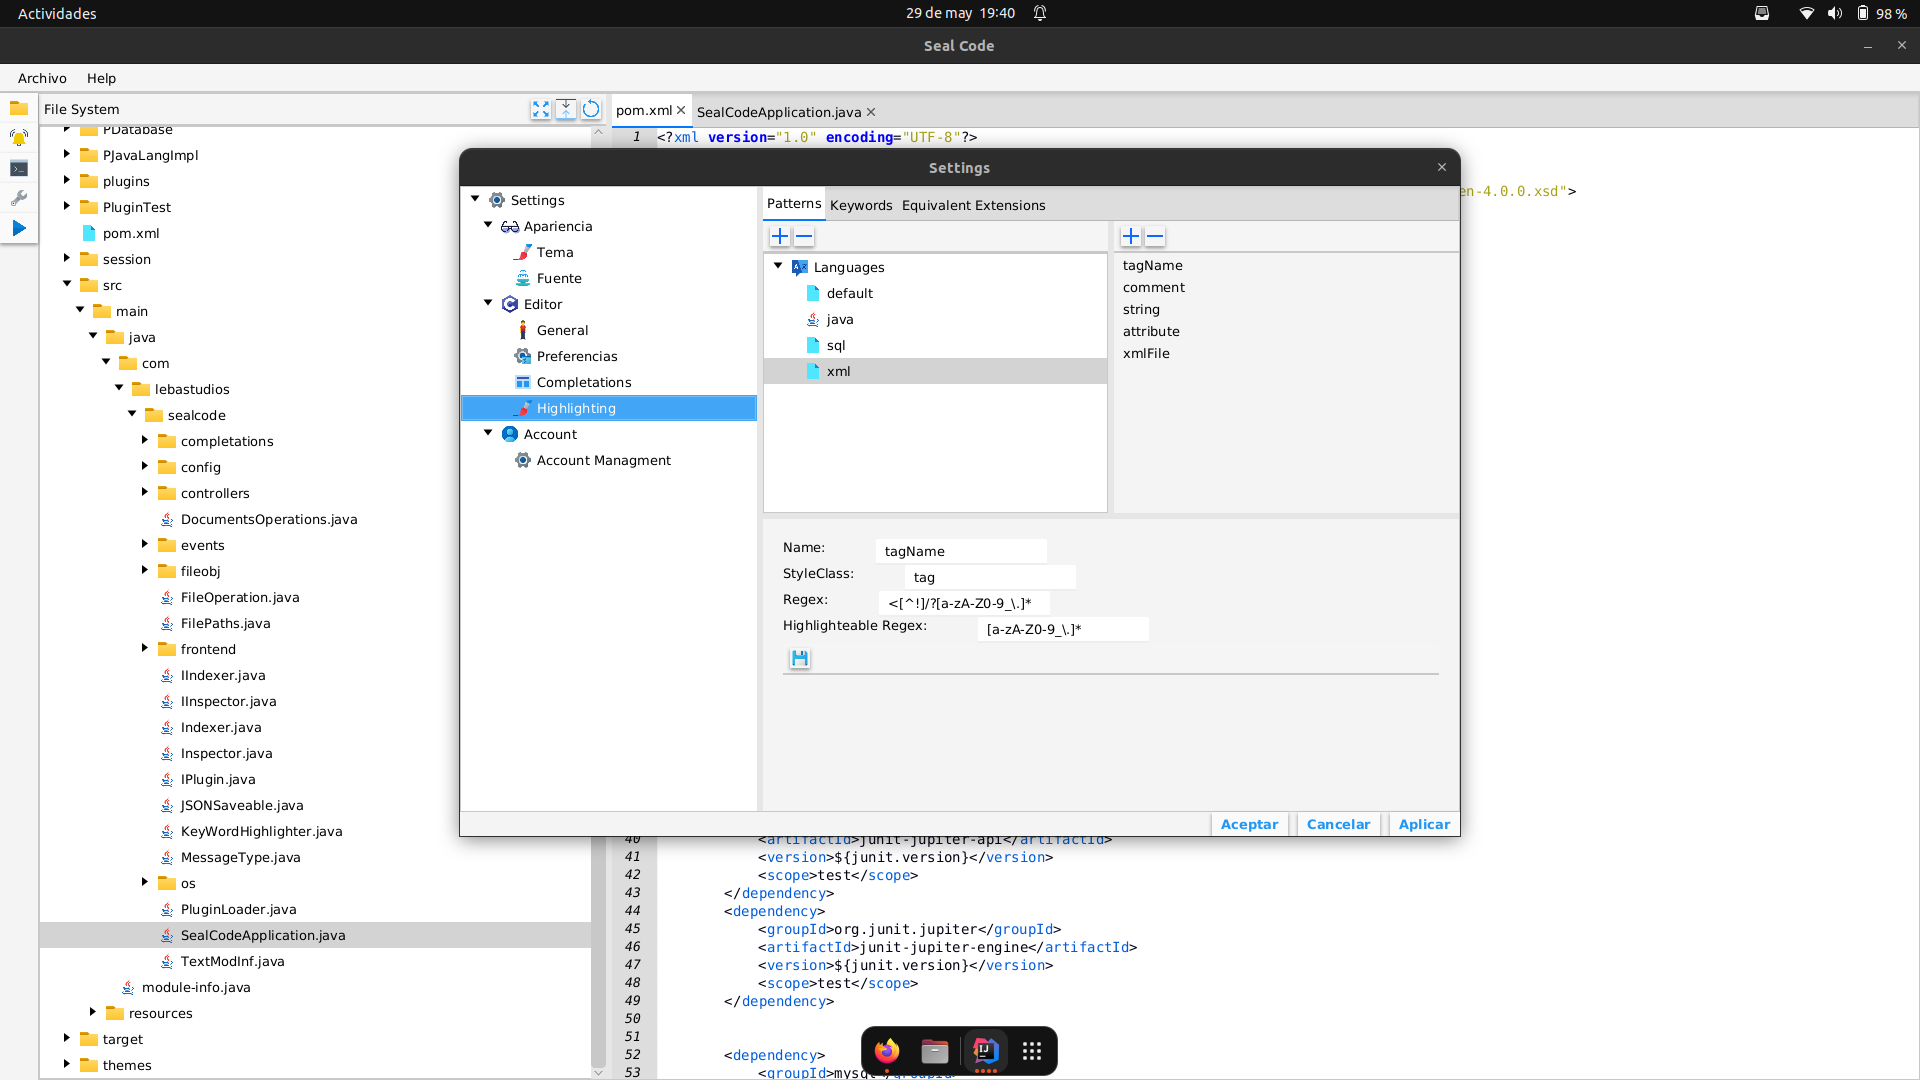 Actividades
29 de may 19:40
98 %
Seal Code
Archivo
Help
File System
PDatabase
PJavaLangImpl
plugins
PluginTest
pom.xml
session
src
main
java
com
lebastudios
sealcode
completations
config
controllers
DocumentsOperations.java
events
fileobj
FileOperation.java
FilePaths.java
frontend
IIndexer.java
IInspector.java
Indexer.java
Inspector.java
IPlugin.java
JSONSaveable.java
KeyWordHighlighter.java
MessageType.java
os
PluginLoader.java
SealCodeApplication.java
TextModInf.java
module-info.java
resources
target
themes
pom.xml
SealCodeApplication.java
1 <?xml version="1.0" encoding="UTF-8"?>
en-4.0.0.xsd">
Settings
Settings
Apariencia
Tema
Fuente
Editor
General
Preferencias
Completations
Highlighting
Account
Account Managment
Patterns
Keywords
Equivalent Extensions
Languages
default
java
sql
xml
tagName
comment
string
attribute
xmlFile
Name: tagName
StyleClass: tag
Regex: <[^!]/?[a-zA-Z0-9_\.]*
Highlighteable Regex: [a-zA-Z0-9_\.]*
Aceptar
Cancelar
Aplicar
40 <artifactId>junit-jupiter-api</artifactId>
41 <version>${junit.version}</version>
42 <scope>test</scope>
43 </dependency>
44 <dependency>
45 <groupId>org.junit.jupiter</groupId>
46 <artifactId>junit-jupiter-engine</artifactId>
47 <version>${junit.version}</version>
48 <scope>test</scope>
49 </dependency>
50
51
52 <dependency>
53 <groupId>mysql</groupId>